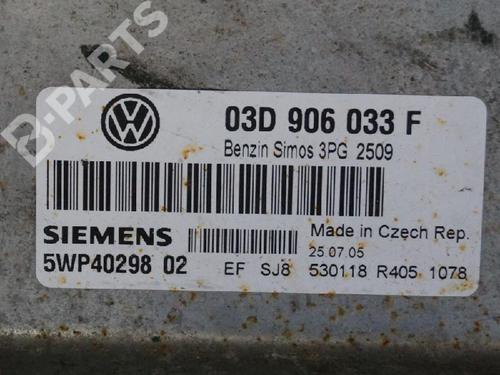 B-PARTS
03D 906 033 F
Benzin Simos 3PG 2509
SIEMENS
Made in Czech Rep.
25.07.05
5WP40298 02
EF SJ8 530118 R405 1078